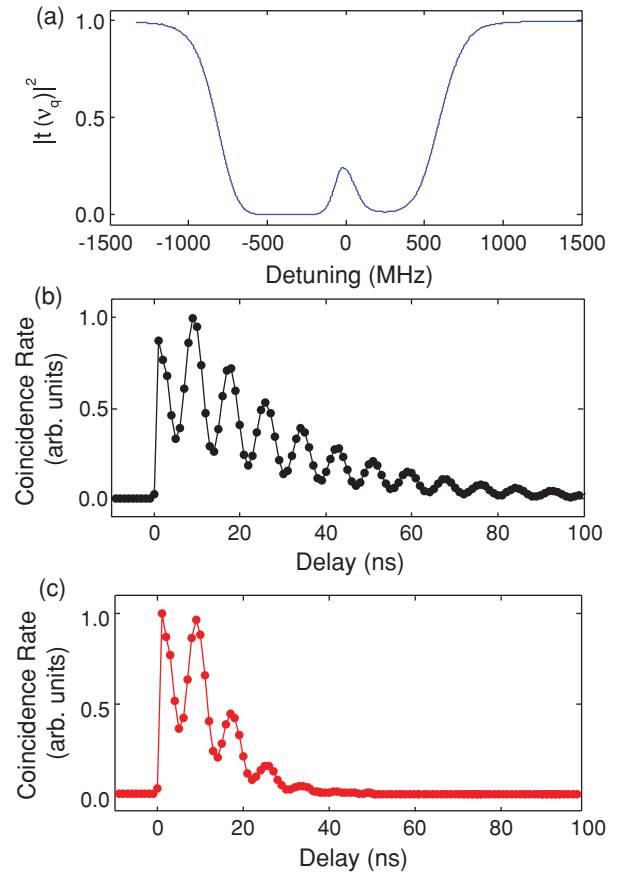 (a)
|t (ν_q)|²
1.0
0.5
0.0
-1500 -1000 -500 0 500 1000 1500
Detuning (MHz)
(b)
Coincidence Rate
(arb. units)
1.0
0.5
0.0
0 20 40 60 80 100
Delay (ns)
(c)
Coincidence Rate
(arb. units)
1.0
0.5
0.0
0 20 40 60 80 100
Delay (ns)